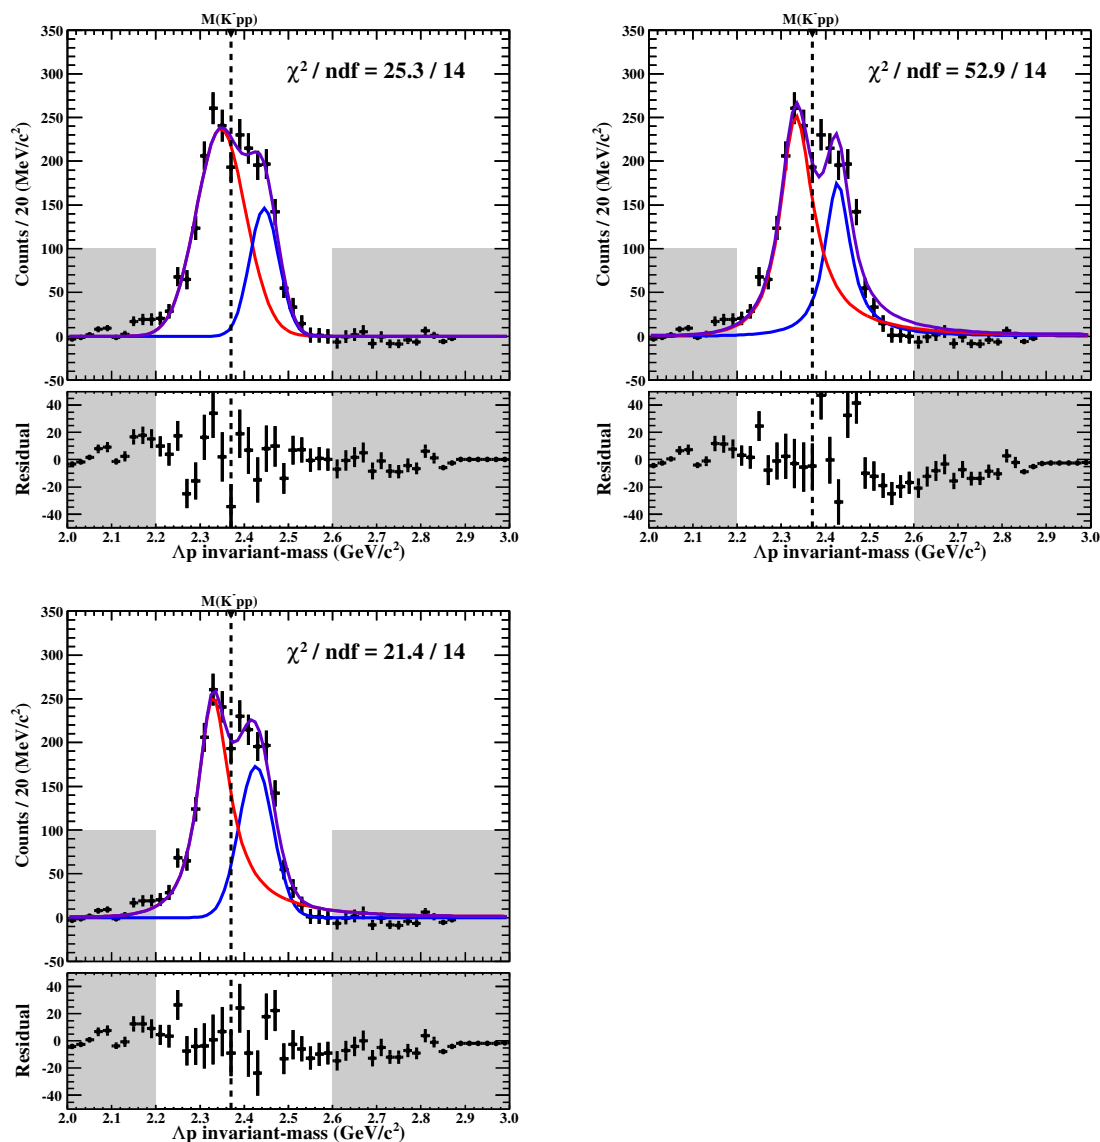 M(K⁻pp)
χ² / ndf = 25.3 / 14
Counts / 20 (MeV/c²)
350
300
250
200
150
100
50
0
-50
Residual
40
20
0
-20
-40
2.0 2.1 2.2 2.3 2.4 2.5 2.6 2.7 2.8 2.9 3.0
Λp invariant-mass (GeV/c²)
M(K⁻pp)
χ² / ndf = 52.9 / 14
Counts / 20 (MeV/c²)
350
300
250
200
150
100
50
0
-50
Residual
40
20
0
-20
-40
2.0 2.1 2.2 2.3 2.4 2.5 2.6 2.7 2.8 2.9 3.0
Λp invariant-mass (GeV/c²)
M(K⁻pp)
χ² / ndf = 21.4 / 14
Counts / 20 (MeV/c²)
350
300
250
200
150
100
50
0
-50
Residual
40
20
0
-20
-40
2.0 2.1 2.2 2.3 2.4 2.5 2.6 2.7 2.8 2.9 3.0
Λp invariant-mass (GeV/c²)